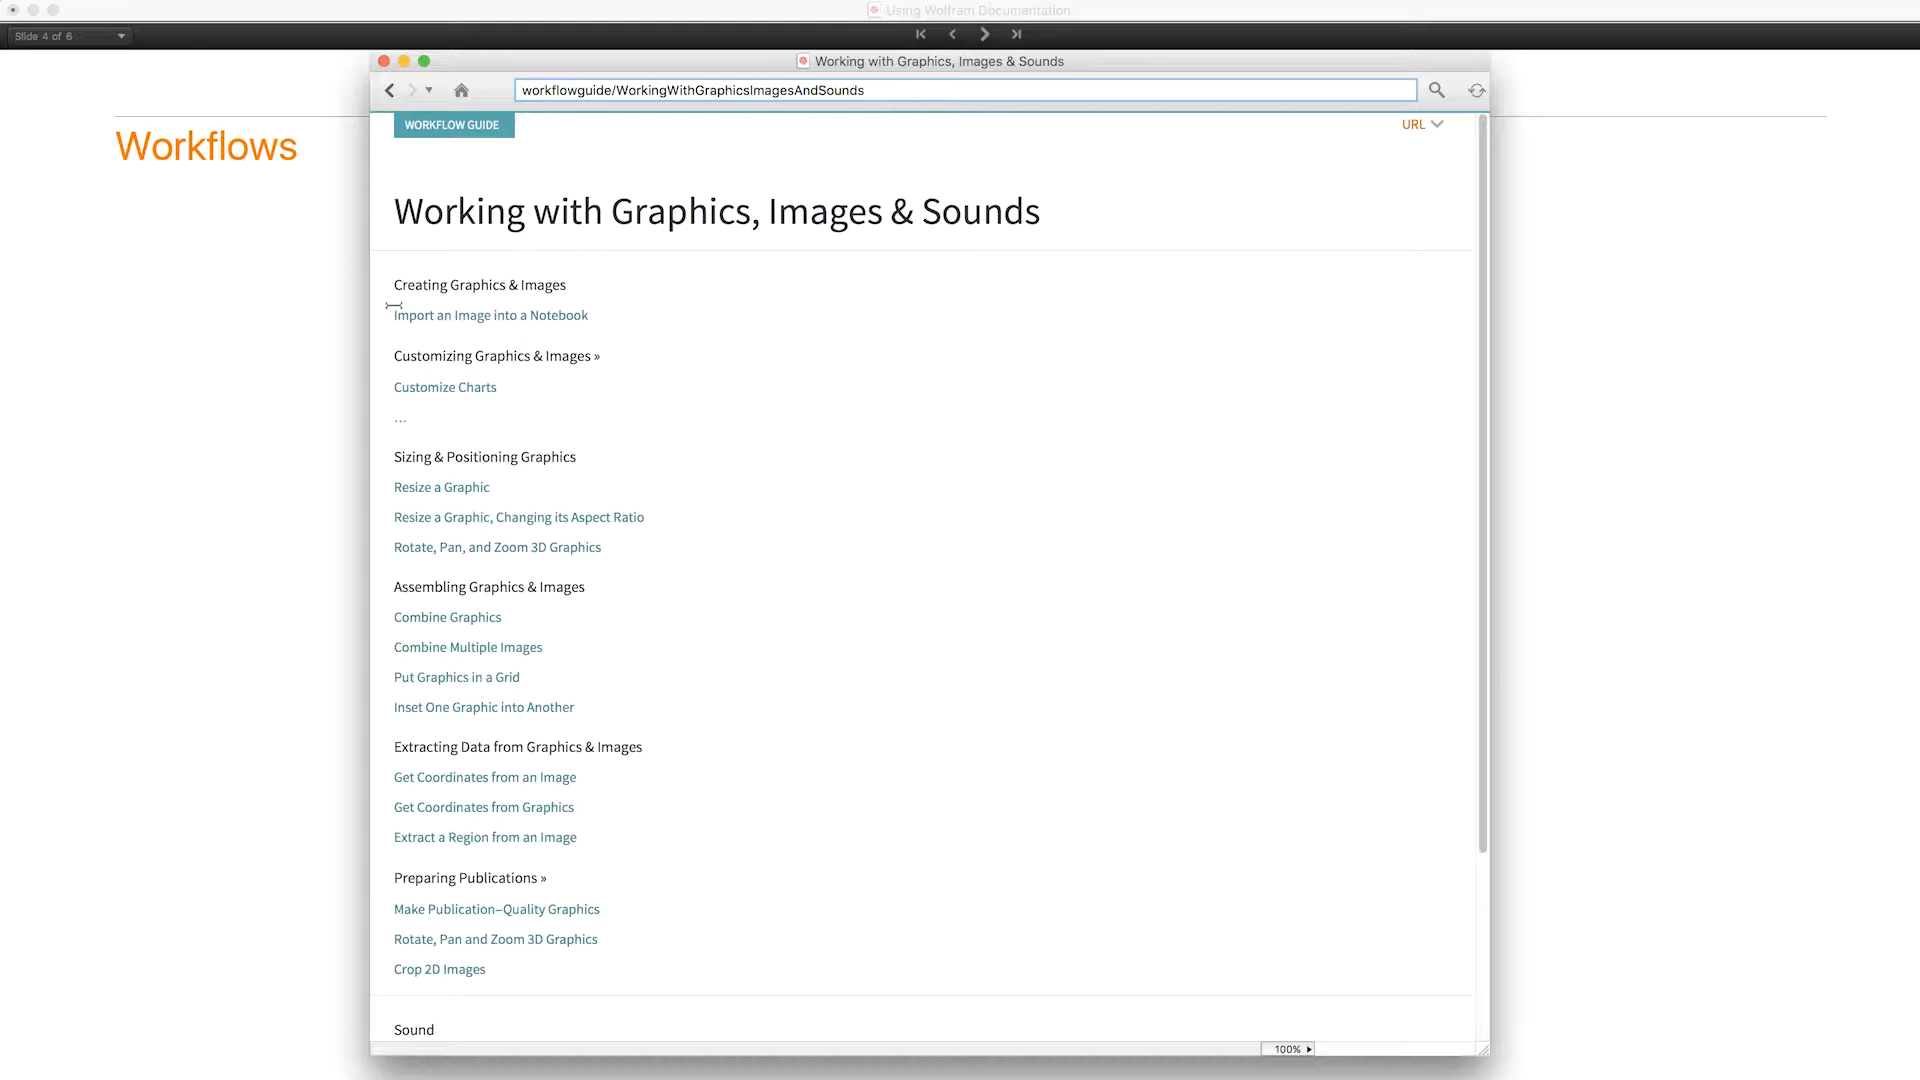 Using Wolfram Documentation
Slide 4 of 6
Working with Graphics, Images & Sounds
workflowguide/WorkingWithGraphicsImagesAndSounds
WORKFLOW GUIDE
URL
Workflows
Working with Graphics, Images & Sounds
Creating Graphics & Images
Import an Image into a Notebook
Customizing Graphics & Images »
Customize Charts
...
Sizing & Positioning Graphics
Resize a Graphic
Resize a Graphic, Changing its Aspect Ratio
Rotate, Pan, and Zoom 3D Graphics
Assembling Graphics & Images
Combine Graphics
Combine Multiple Images
Put Graphics in a Grid
Inset One Graphic into Another
Extracting Data from Graphics & Images
Get Coordinates from an Image
Get Coordinates from Graphics
Extract a Region from an Image
Preparing Publications »
Make Publication–Quality Graphics
Rotate, Pan and Zoom 3D Graphics
Crop 2D Images
Sound
100%